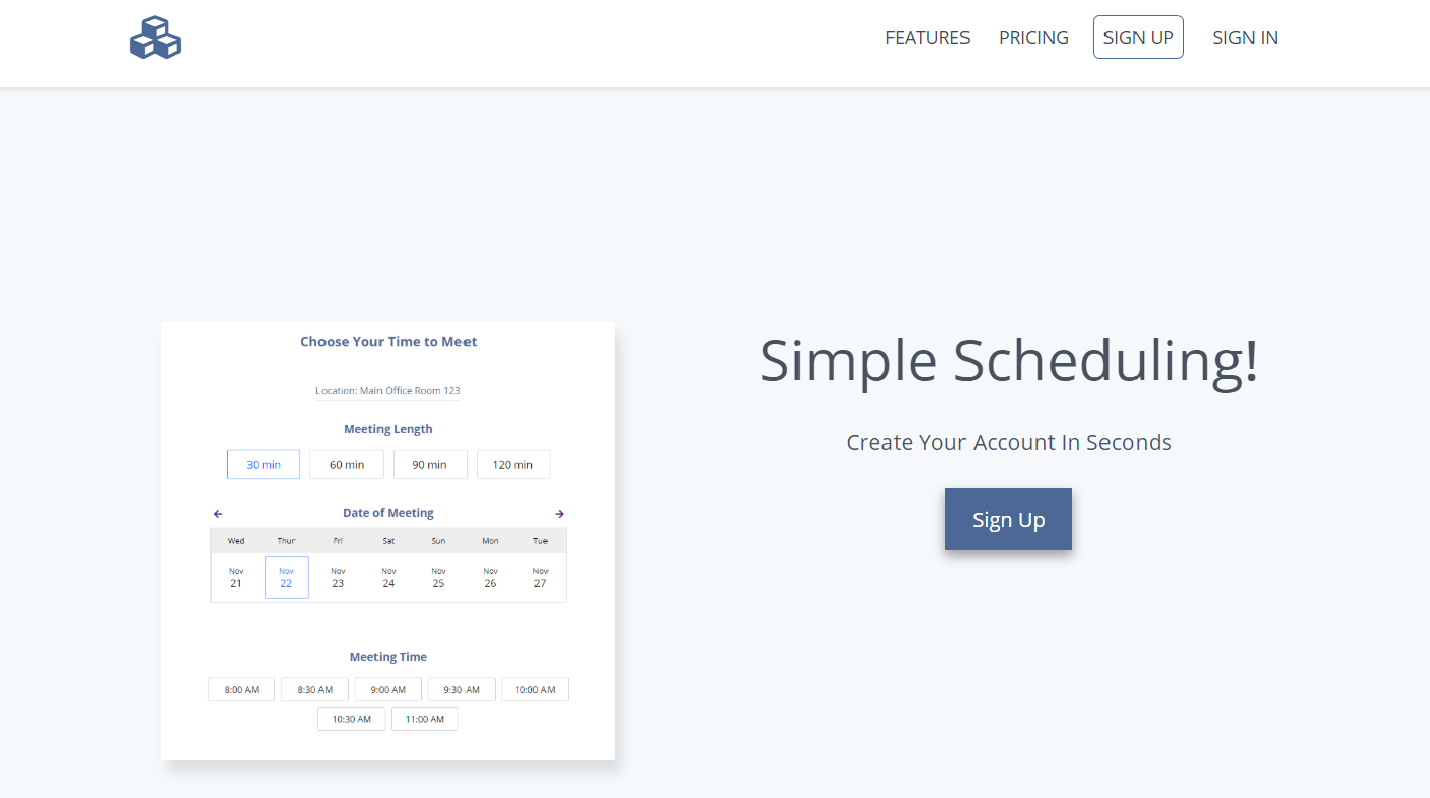 FEATURES PRICING SIGN UP SIGN IN
Choose Your Time to Meet
Location: Main Office Room 123
Meeting Length
30 min 60 min 90 min 120 min
Date of Meeting
Wed Thur Fri Sat Sun Mon Tue
Nov Nov Nov Nov Nov Nov Nov
21 22 23 24 25 26 27
Meeting Time
8:00 AM 8:30 AM 9:00 AM 9:30 AM 10:00 AM
10:30 AM 11:00 AM
Simple Scheduling!
Create Your Account In Seconds
Sign Up